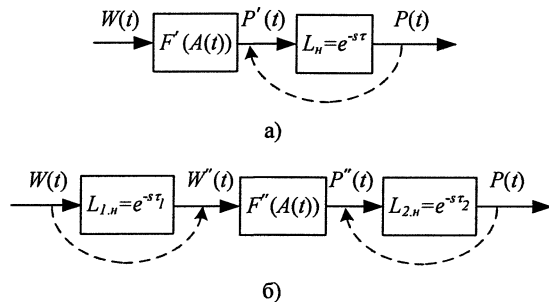 W(t) F′(A(t)) P′(t) Lн=e^-sτ P(t)
а)
W(t) L1.н=e^-sτ1 W″(t) F″(A(t)) P″(t) L2.н=e^-sτ2 P(t)
б)